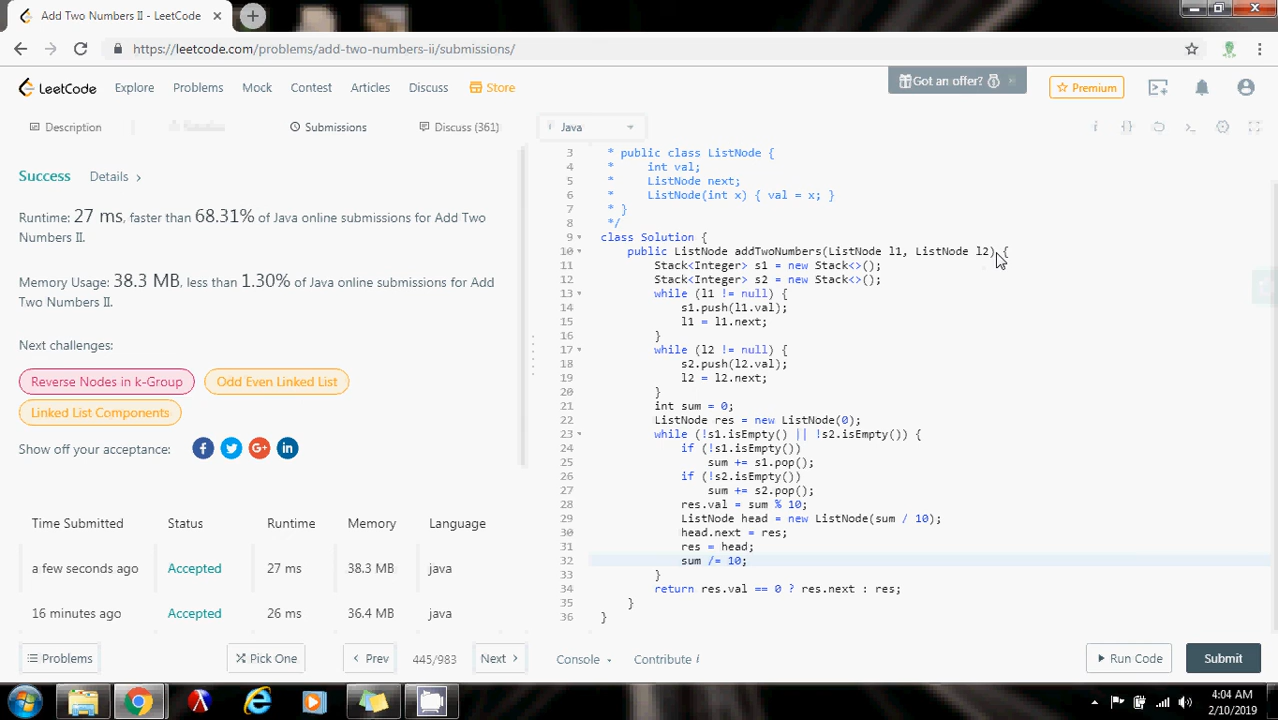 Add Two Numbers II - LeetCode
https://leetcode.com/problems/add-two-numbers-ii/submissions/
LeetCode Explore Problems Mock Contest Articles Discuss Store Got an offer? Premium
Description Submissions Discuss (361) Java
Success Details
Runtime: 27 ms, faster than 68.31% of Java online submissions for Add Two
Numbers II.
Memory Usage: 38.3 MB, less than 1.30% of Java online submissions for Add
Two Numbers II.
Next challenges:
Reverse Nodes in k-Group Odd Even Linked List
Linked List Components
Show off your acceptance:
Time Submitted Status Runtime Memory Language
a few seconds ago Accepted 27 ms 38.3 MB java
16 minutes ago Accepted 26 ms 36.4 MB java
3 * public class ListNode {
4 *     int val;
5 *     ListNode next;
6 *     ListNode(int x) { val = x; }
7 * }
8 */
9 class Solution {
10     public ListNode addTwoNumbers(ListNode l1, ListNode l2) {
11         Stack<Integer> s1 = new Stack<>();
12         Stack<Integer> s2 = new Stack<>();
13         while (l1 != null) {
14             s1.push(l1.val);
15             l1 = l1.next;
16         }
17         while (l2 != null) {
18             s2.push(l2.val);
19             l2 = l2.next;
20         }
21         int sum = 0;
22         ListNode res = new ListNode(0);
23         while (!s1.isEmpty() || !s2.isEmpty()) {
24             if (!s1.isEmpty())
25                 sum += s1.pop();
26             if (!s2.isEmpty())
27                 sum += s2.pop();
28             res.val = sum % 10;
29             ListNode head = new ListNode(sum / 10);
30             head.next = res;
31             res = head;
32             sum /= 10;
33         }
34         return res.val == 0 ? res.next : res;
35     }
36 }
Problems Pick One Prev 445/983 Next Console Contribute i Run Code Submit
4:04 AM
2/10/2019